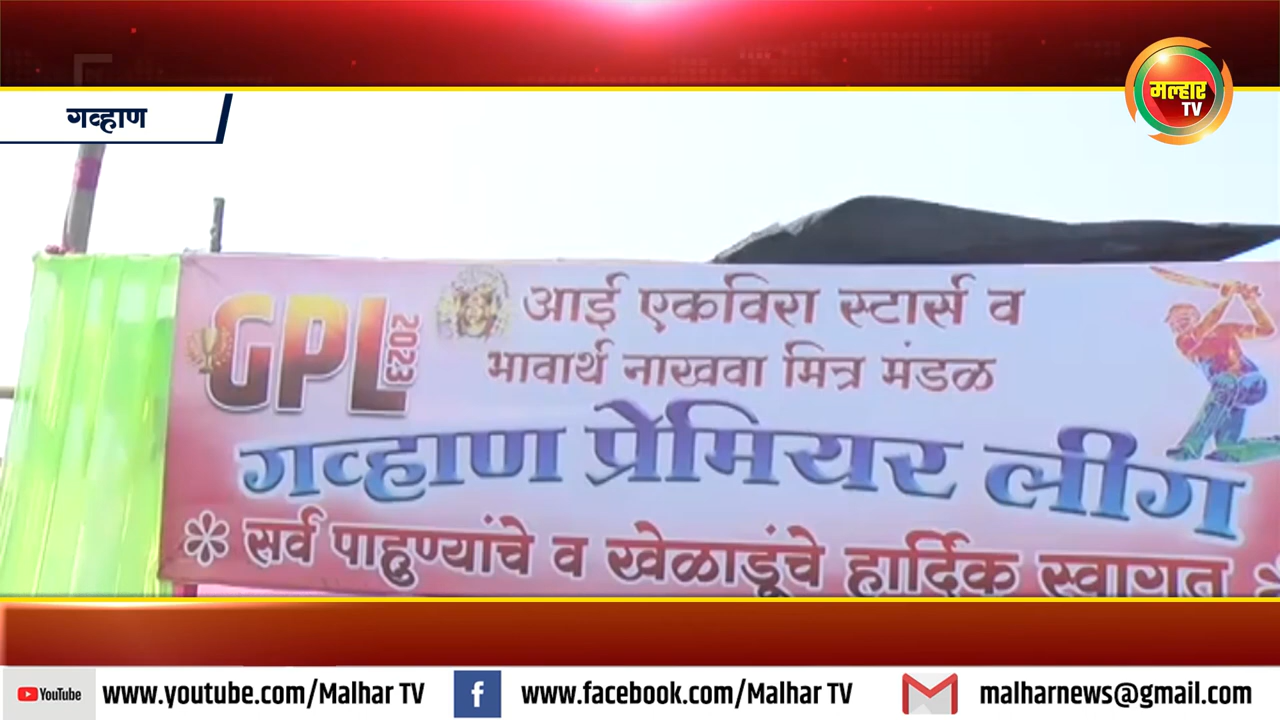 गव्हाण
मल्हार
TV
GPL
2023
आई एकविरा स्टार्स व
भावार्थ नाखवा मित्र मंडळ
गव्हाण प्रेमियर लीग
सर्व पाहुण्यांचे व खेळाडूंचे हार्दिक स्वागत
YouTube
www.youtube.com/Malhar TV
www.facebook.com/Malhar TV
malharnews@gmail.com